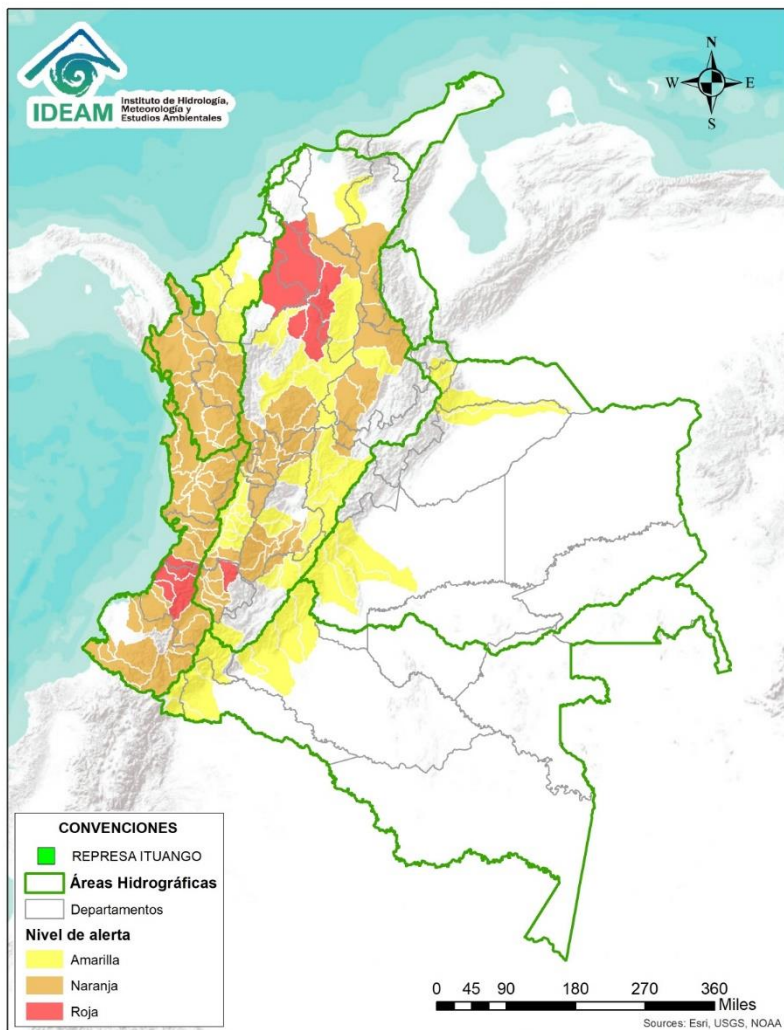 IDEAM
Instituto de Hidrología,
Meteorología y
Estudios Ambientales
N
W
E
S
CONVENCIONES
REPRESA ITUANGO
Áreas Hidrográficas
Departamentos
Nivel de alerta
Amarilla
Naranja
Roja
0 45 90 180 270 360
Miles
Sources: Esri, USGS, NOAA